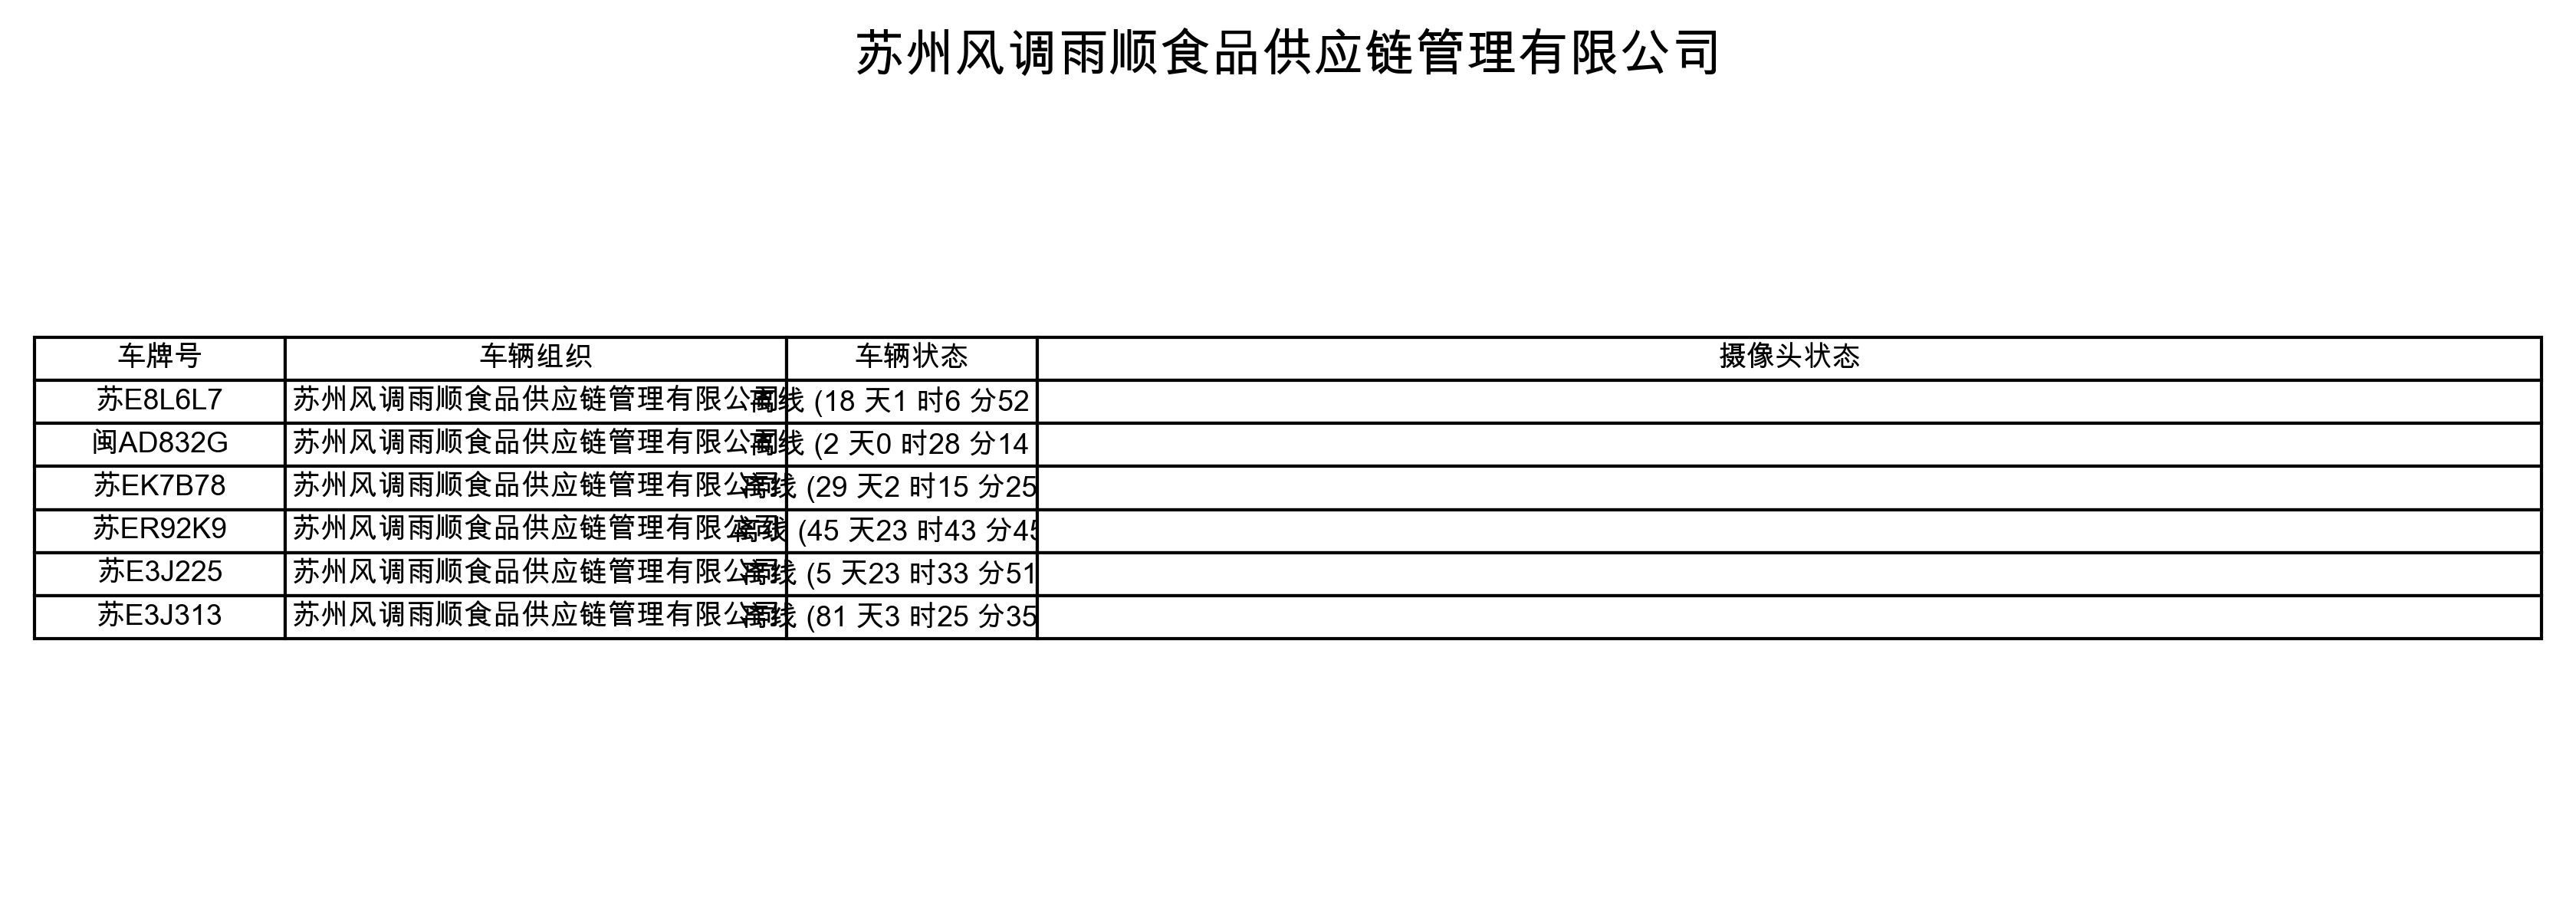 苏州风调雨顺食品供应链管理有限公司
车牌号 车辆组织 车辆状态 摄像头状态
苏E8L6L7 苏州风调雨顺食品供应链管理有限公司 离线 (18 天1 时6 分52
闽AD832G 苏州风调雨顺食品供应链管理有限公司 离线 (2 天0 时28 分14
苏EK7B78 苏州风调雨顺食品供应链管理有限公司 离线 (29 天2 时15 分25
苏ER92K9 苏州风调雨顺食品供应链管理有限公司 离线 (45 天23 时43 分45
苏E3J225 苏州风调雨顺食品供应链管理有限公司 离线 (5 天23 时33 分51
苏E3J313 苏州风调雨顺食品供应链管理有限公司 离线 (81 天3 时25 分35